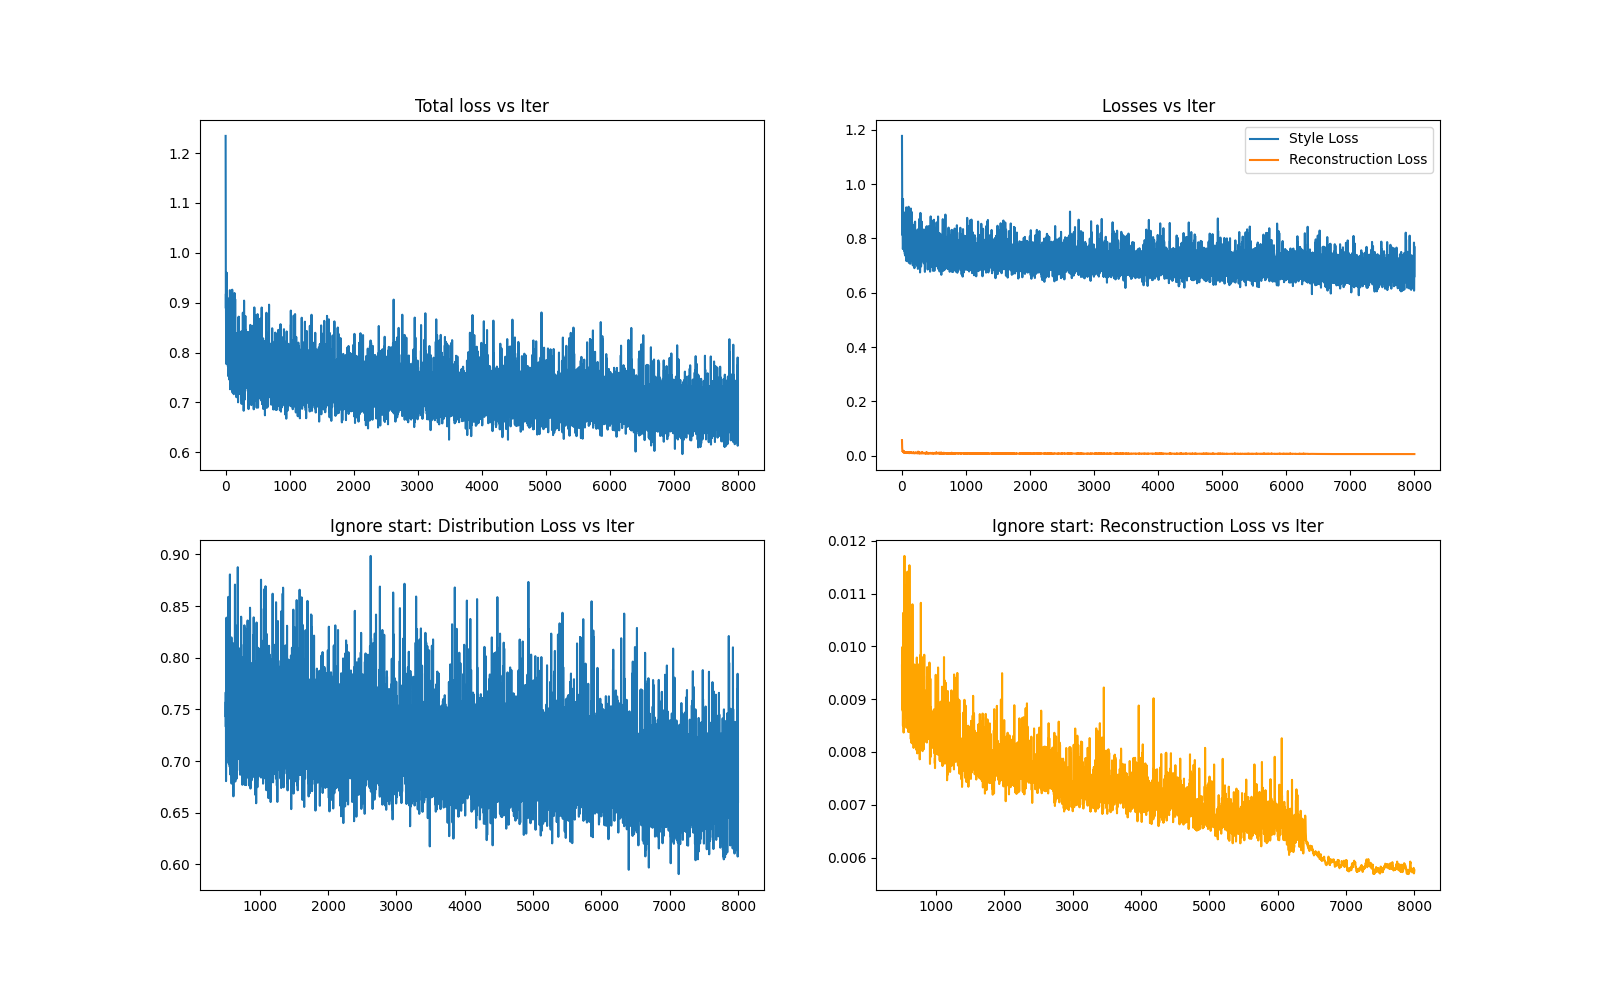 Total loss vs Iter
1.2
1.1
1.0
0.9
0.8
0.7
0.6
0 1000 2000 3000 4000 5000 6000 7000 8000
Losses vs Iter
Style Loss
Reconstruction Loss
1.2
1.0
0.8
0.6
0.4
0.2
0.0
0 1000 2000 3000 4000 5000 6000 7000 8000
Ignore start: Distribution Loss vs Iter
0.90
0.85
0.80
0.75
0.70
0.65
0.60
1000 2000 3000 4000 5000 6000 7000 8000
Ignore start: Reconstruction Loss vs Iter
0.012
0.011
0.010
0.009
0.008
0.007
0.006
1000 2000 3000 4000 5000 6000 7000 8000